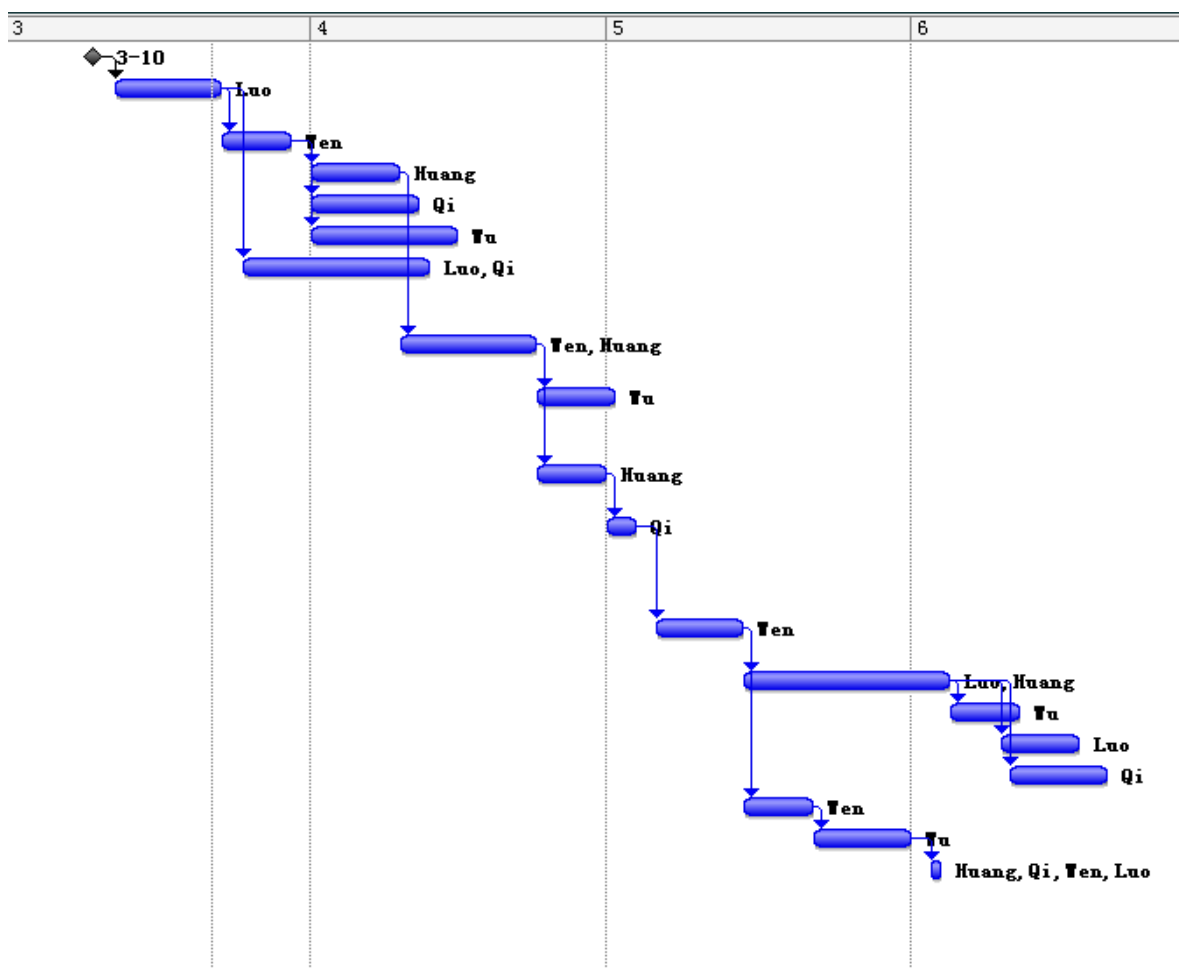 3 4 5 6
3-10
Luo
Wen
Huang
Qi
Wu
Luo, Qi
Wen, Huang
Wu
Huang
Qi
Wen
Luo, Huang
Wu
Luo
Qi
Wen
Wu
Huang, Qi, Wen, Luo